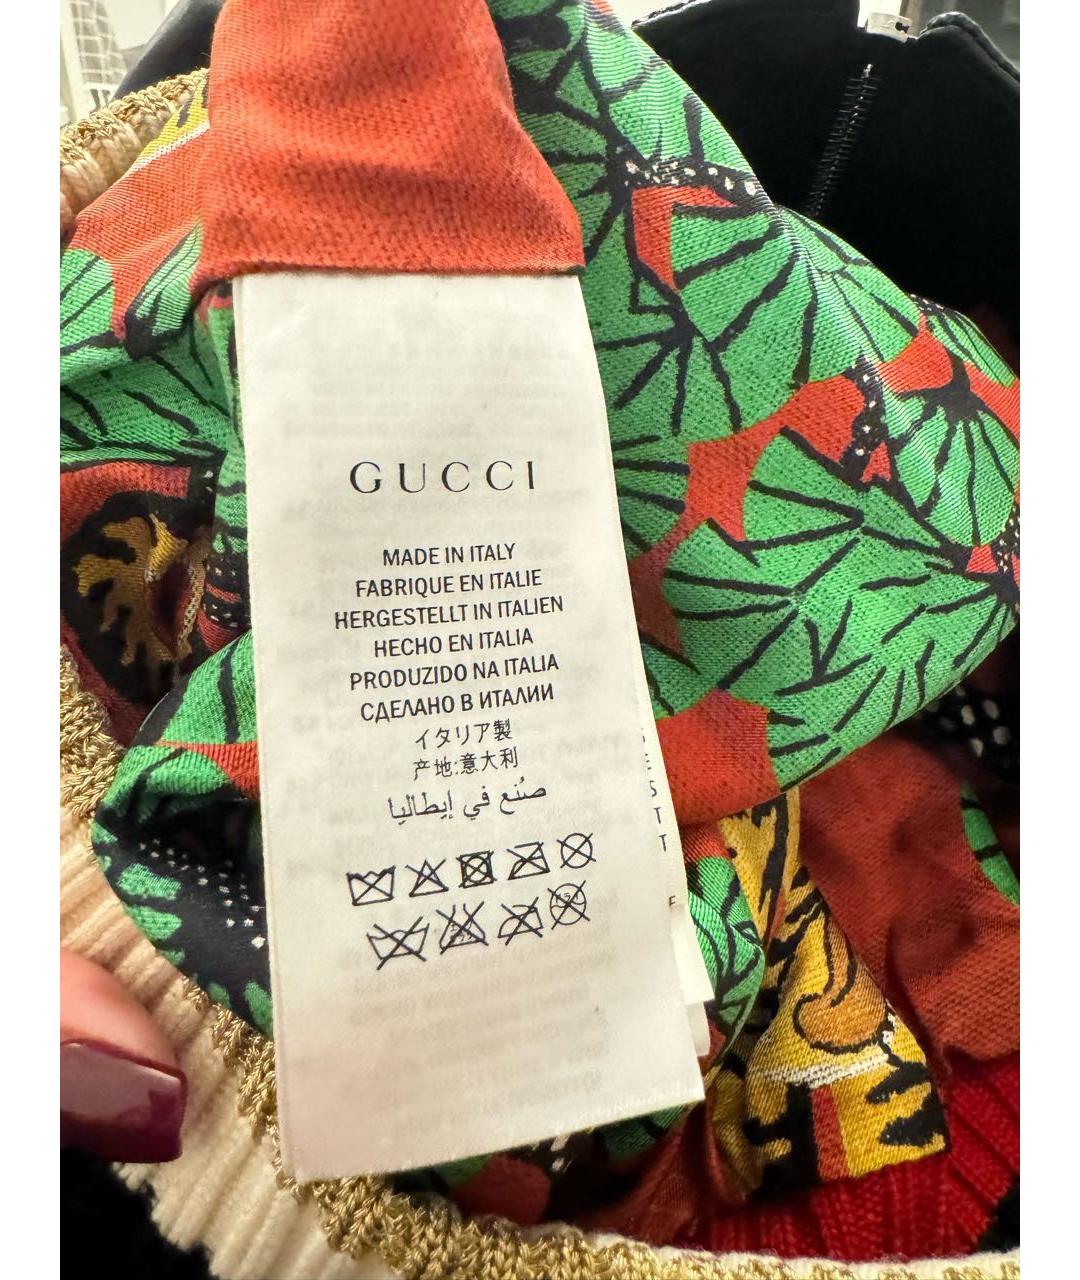 GUCCI
MADE IN ITALY
FABRIQUE EN ITALIE
HERGESTELLT IN ITALIEN
HECHO EN ITALIA
PRODUZIDO NA ITALIA
СДЕЛАНО В ИТАЛИИ
イタリア製
产地:意大利
صُنع في إيطاليا